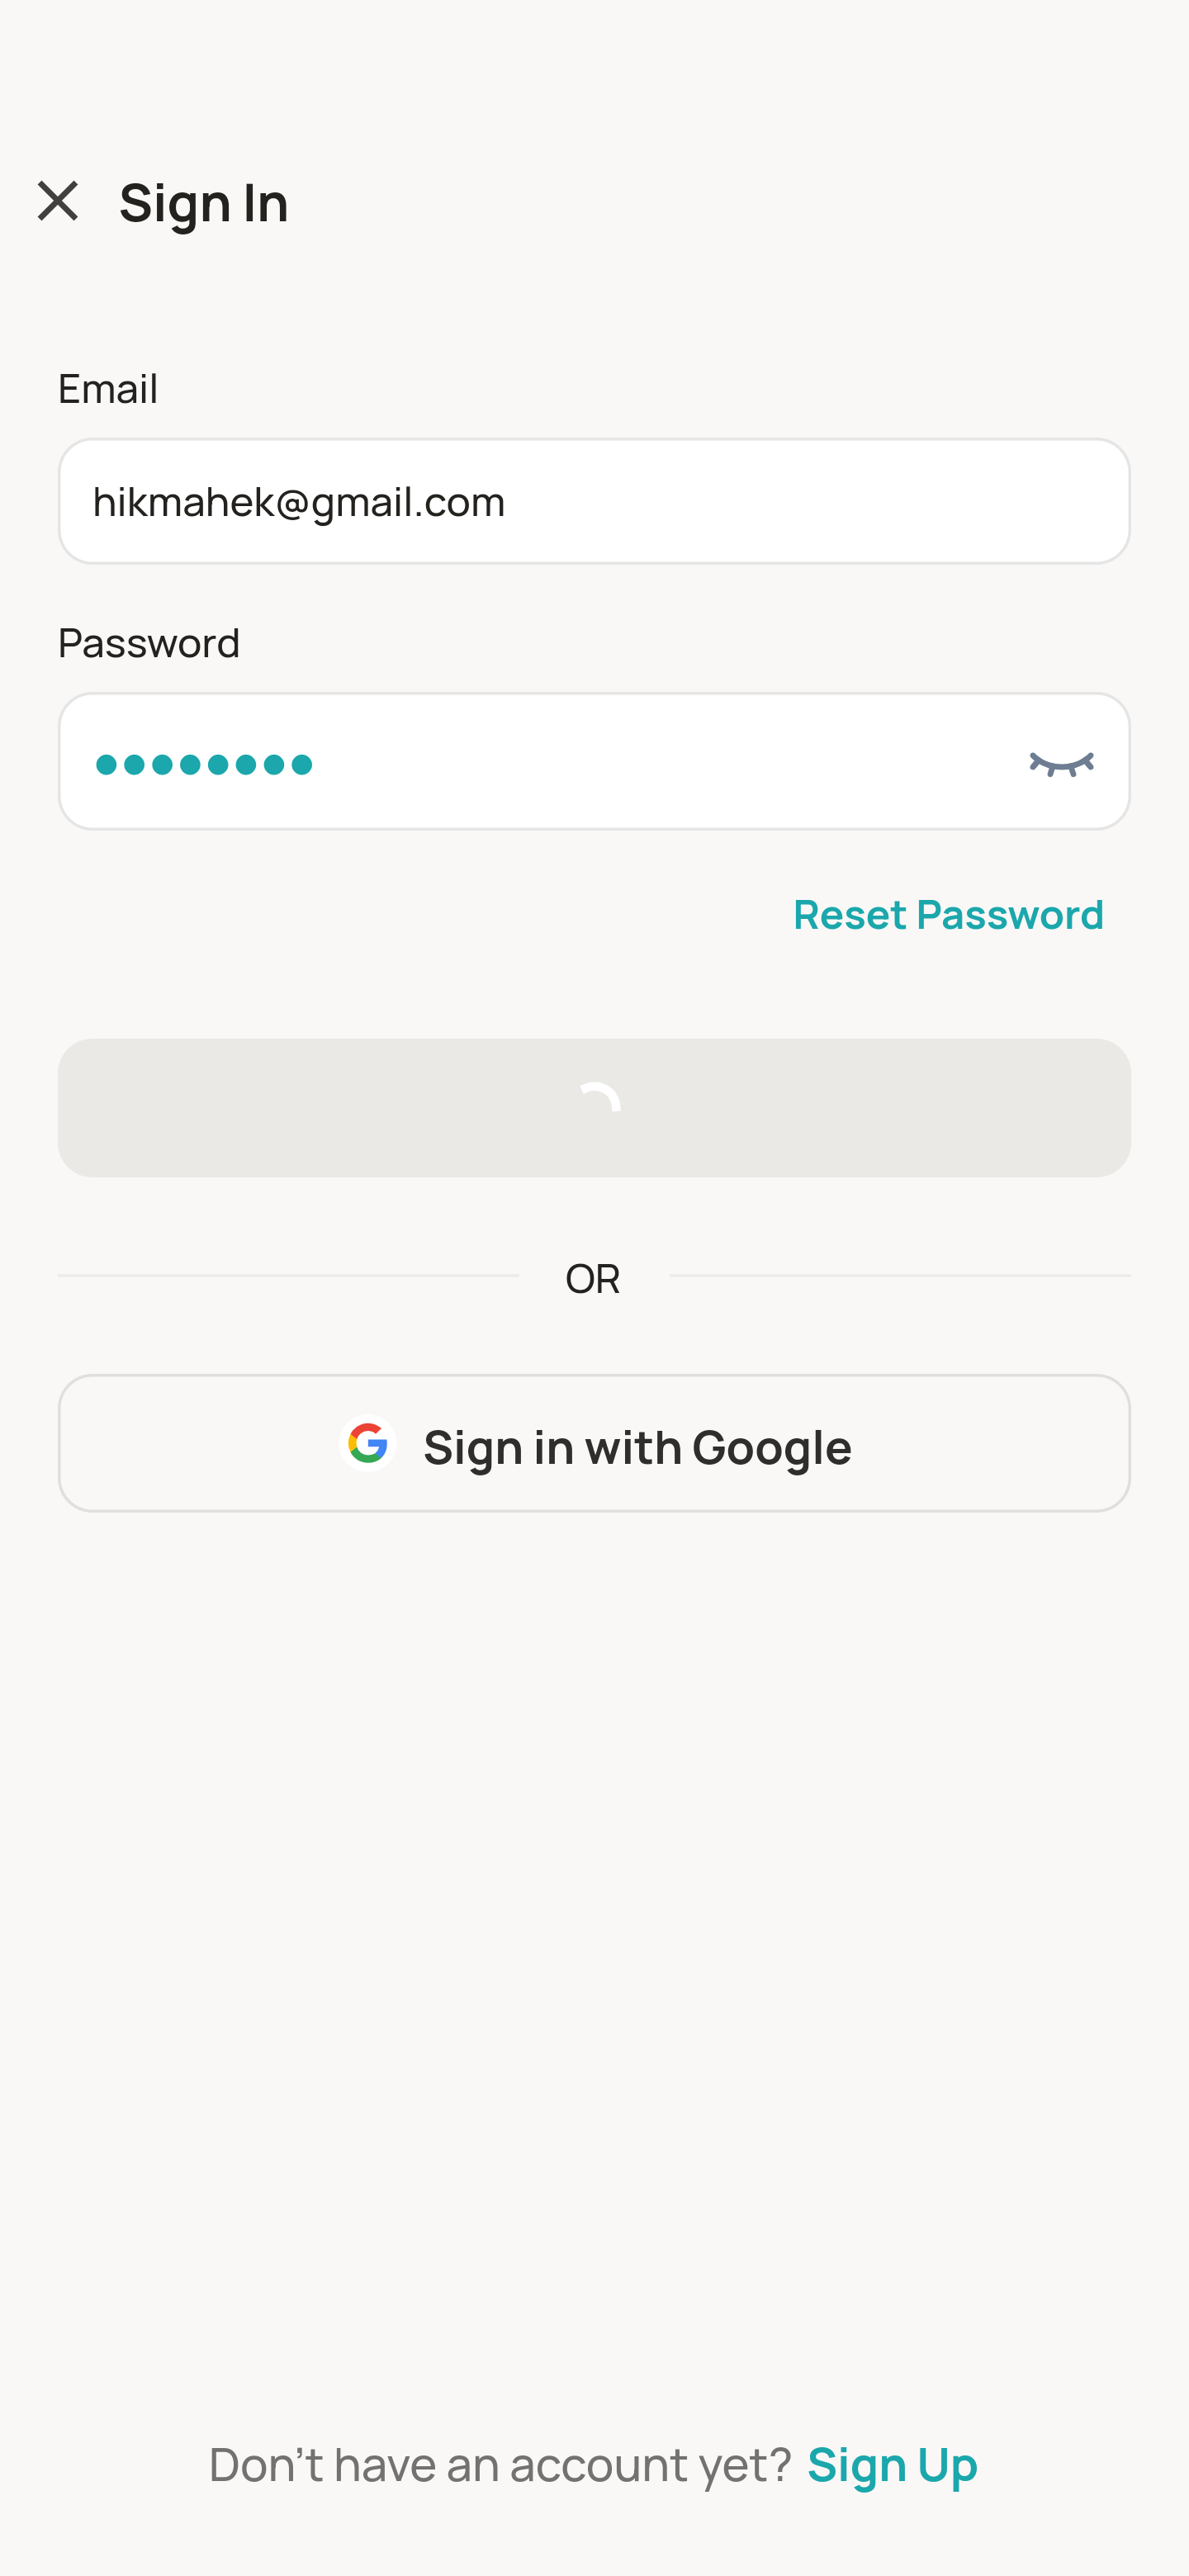 Sign In
Email
hikmahek@gmail.com
Password
Reset Password
OR
Sign in with Google
Don't have an account yet? Sign Up